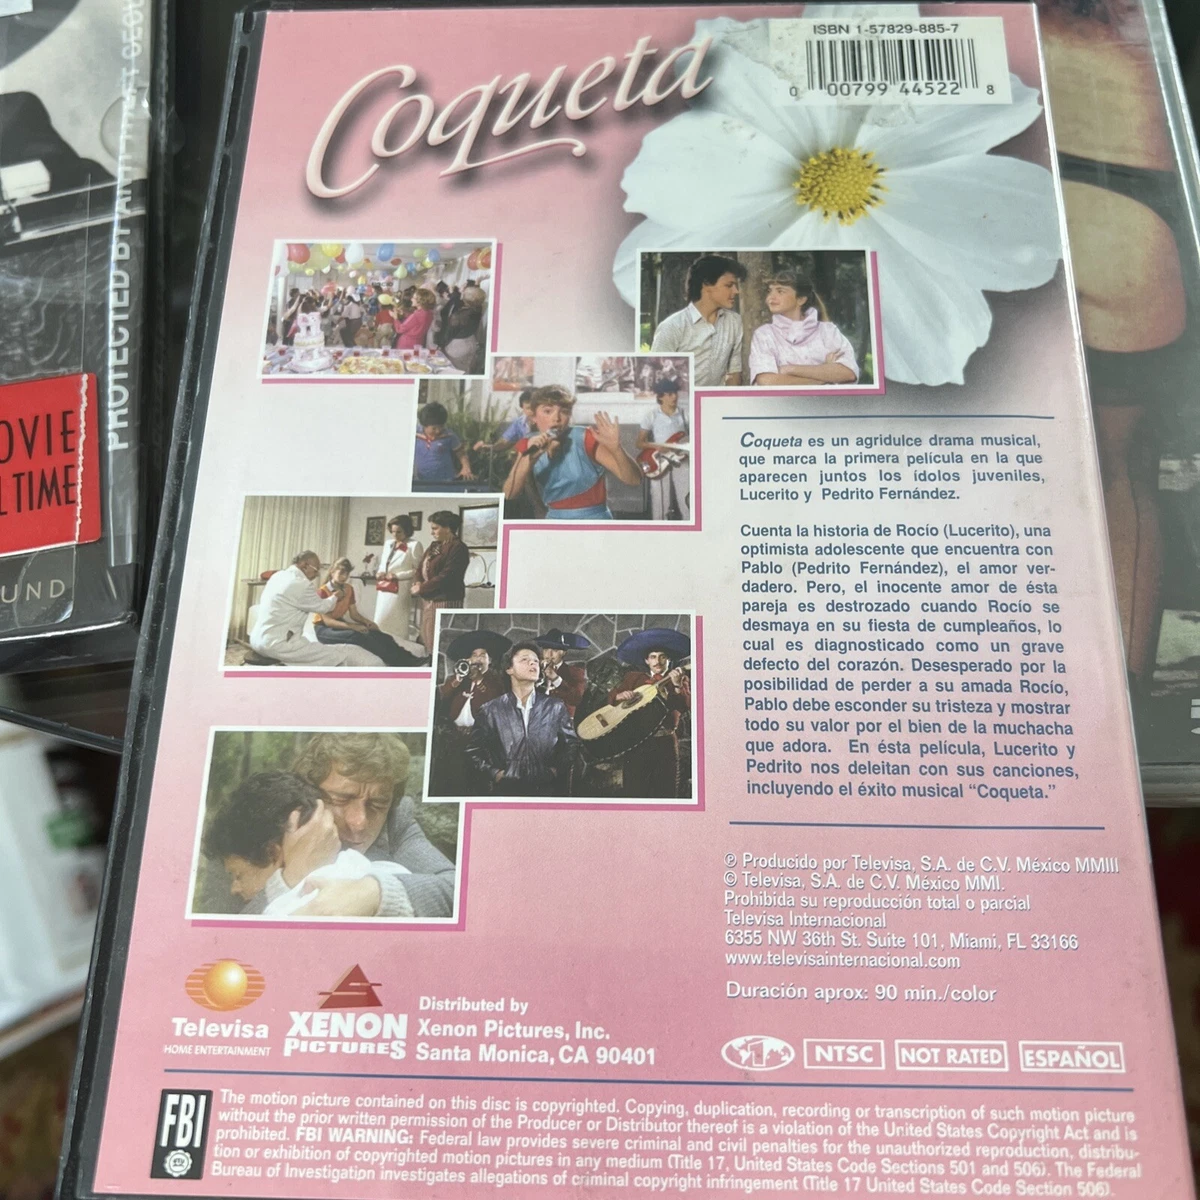 PROTECTED BY
OVIE
TIME
UND
Coqueta
ISBN 1-57829-885-7
0 00799 44522 8
Coqueta es un agridulce drama musical,
que marca la primera película en la que
aparecen juntos los ídolos juveniles,
Lucerito y Pedrito Fernández.
Cuenta la historia de Rocío (Lucerito), una
optimista adolescente que encuentra con
Pablo (Pedrito Fernández), el amor ver-
dadero. Pero, el inocente amor de ésta
pareja es destrozado cuando Rocío se
desmaya en su fiesta de cumpleaños, lo
cual es diagnosticado como un grave
defecto del corazón. Desesperado por la
posibilidad de perder a su amada Rocío,
Pablo debe esconder su tristeza y mostrar
todo su valor por el bien de la muchacha
que adora. En ésta película, Lucerito y
Pedrito nos deleitan con sus canciones,
incluyendo el éxito musical “Coqueta.”
℗ Producido por Televisa, S.A. de C.V. México MMIII
© Televisa, S.A. de C.V. México MMI.
Prohibida su reproducción total o parcial
Televisa Internacional
6355 NW 36th St. Suite 101, Miami, FL 33166
www.televisainternacional.com
Duración aprox: 90 min./color
Televisa
HOME ENTERTAINMENT
XENON
PICTURES
Distributed by
Xenon Pictures, Inc.
Santa Monica, CA 90401
1 NTSC NOT RATED ESPAÑOL
FBI
The motion picture contained on this disc is copyrighted. Copying, duplication, recording or transcription of such motion picture
without the prior written permission of the Producer or Distributor thereof is a violation of the United States Copyright Act and is
prohibited. FBI WARNING: Federal law provides severe criminal and civil penalties for the unauthorized reproduction, distribu-
tion or exhibition of copyrighted motion pictures in any medium (Title 17, United States Code Sections 501 and 506). The Federal
Bureau of Investigation investigates allegations of criminal copyright infringement (Title 17 United States Code Section 506).